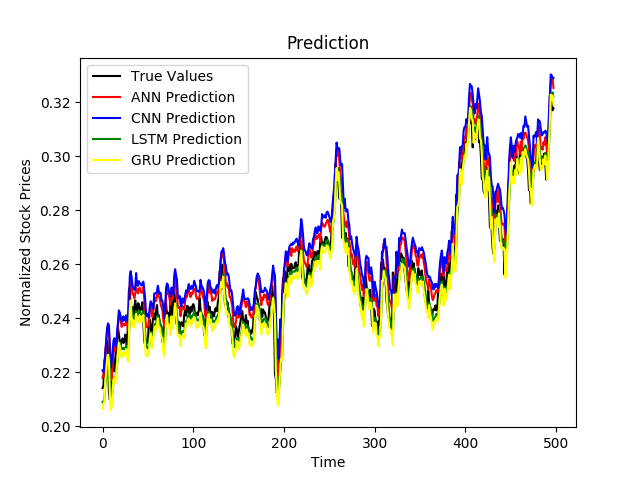 Prediction
True Values
ANN Prediction
CNN Prediction
LSTM Prediction
GRU Prediction
Normalized Stock Prices
0.32
0.30
0.28
0.26
0.24
0.22
0.20
0 100 200 300 400 500
Time